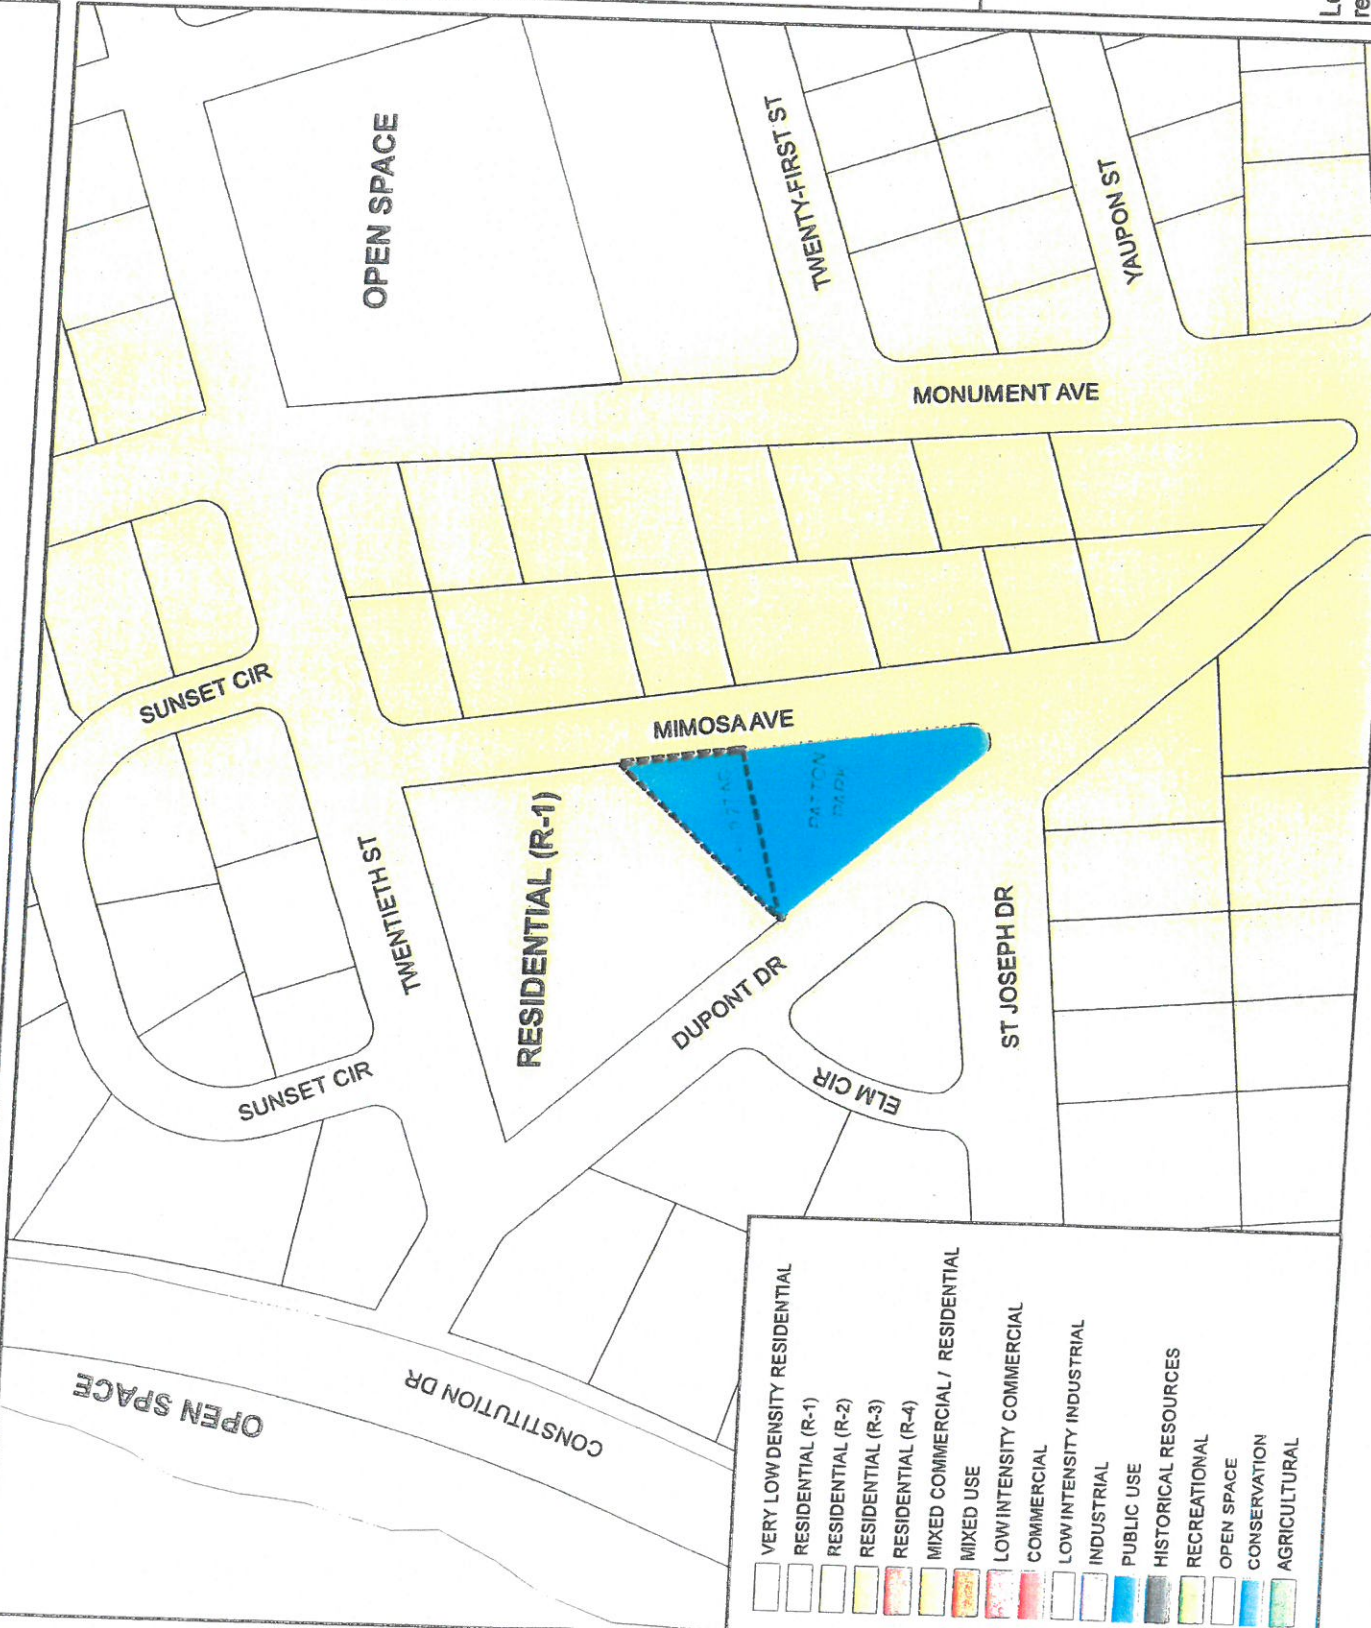 OPEN SPACE
TWENTY-FIRST ST
YAUPON ST
MONUMENT AVE
SUNSET CIR
MIMOSA AVE
PATTON
PARK
TWENTIETH ST
RESIDENTIAL (R-1)
DUPONT DR
ST JOSEPH DR
ELM CIR
SUNSET CIR
OPEN SPACE
CONSTITUTION DR
VERY LOW DENSITY RESIDENTIAL
RESIDENTIAL (R-1)
RESIDENTIAL (R-2)
RESIDENTIAL (R-3)
RESIDENTIAL (R-4)
MIXED COMMERCIAL / RESIDENTIAL
MIXED USE
LOW INTENSITY COMMERCIAL
COMMERCIAL
LOW INTENSITY INDUSTRIAL
INDUSTRIAL
PUBLIC USE
HISTORICAL RESOURCES
RECREATIONAL
OPEN SPACE
CONSERVATION
AGRICULTURAL